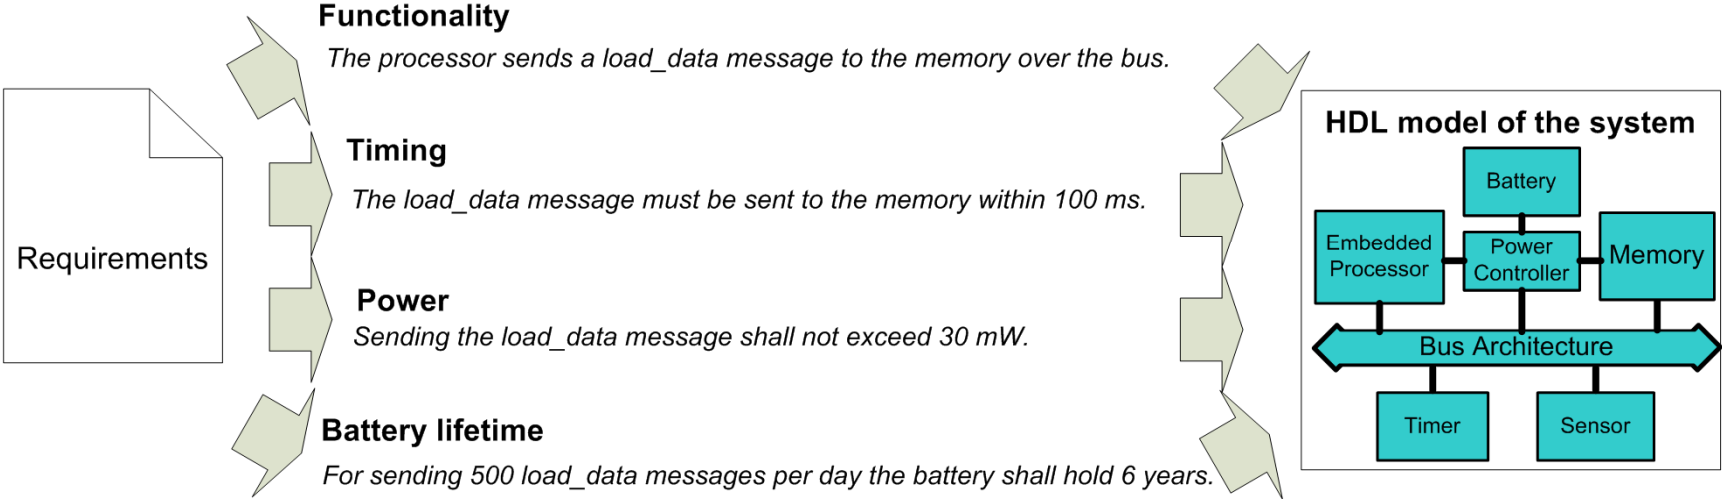 Requirements
Functionality
The processor sends a load_data message to the memory over the bus.
Timing
The load_data message must be sent to the memory within 100 ms.
Power
Sending the load_data message shall not exceed 30 mW.
Battery lifetime
For sending 500 load_data messages per day the battery shall hold 6 years.
HDL model of the system
Battery
Embedded
Processor
Power
Controller
Memory
Bus Architecture
Timer
Sensor